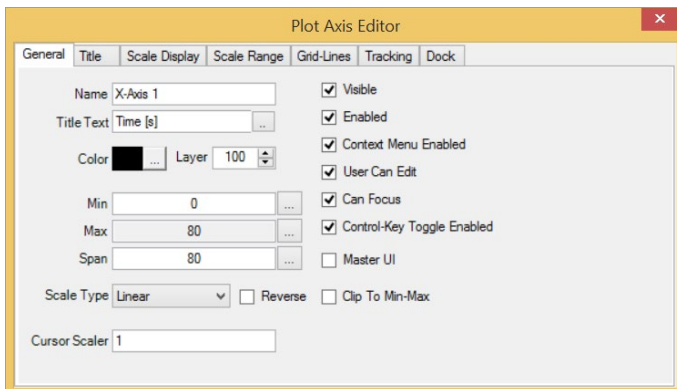 Plot Axis Editor
General Title Scale Display Scale Range Grid-Lines Tracking Dock
Name X-Axis 1
Visible
Title Text Time [s] ..
Enabled
Context Menu Enabled
Color ... Layer 100
User Can Edit
Min 0 ...
Can Focus
Max 80 ...
Control-Key Toggle Enabled
Span 80 ...
Master UI
Scale Type Linear Reverse
Clip To Min-Max
Cursor Scaler 1